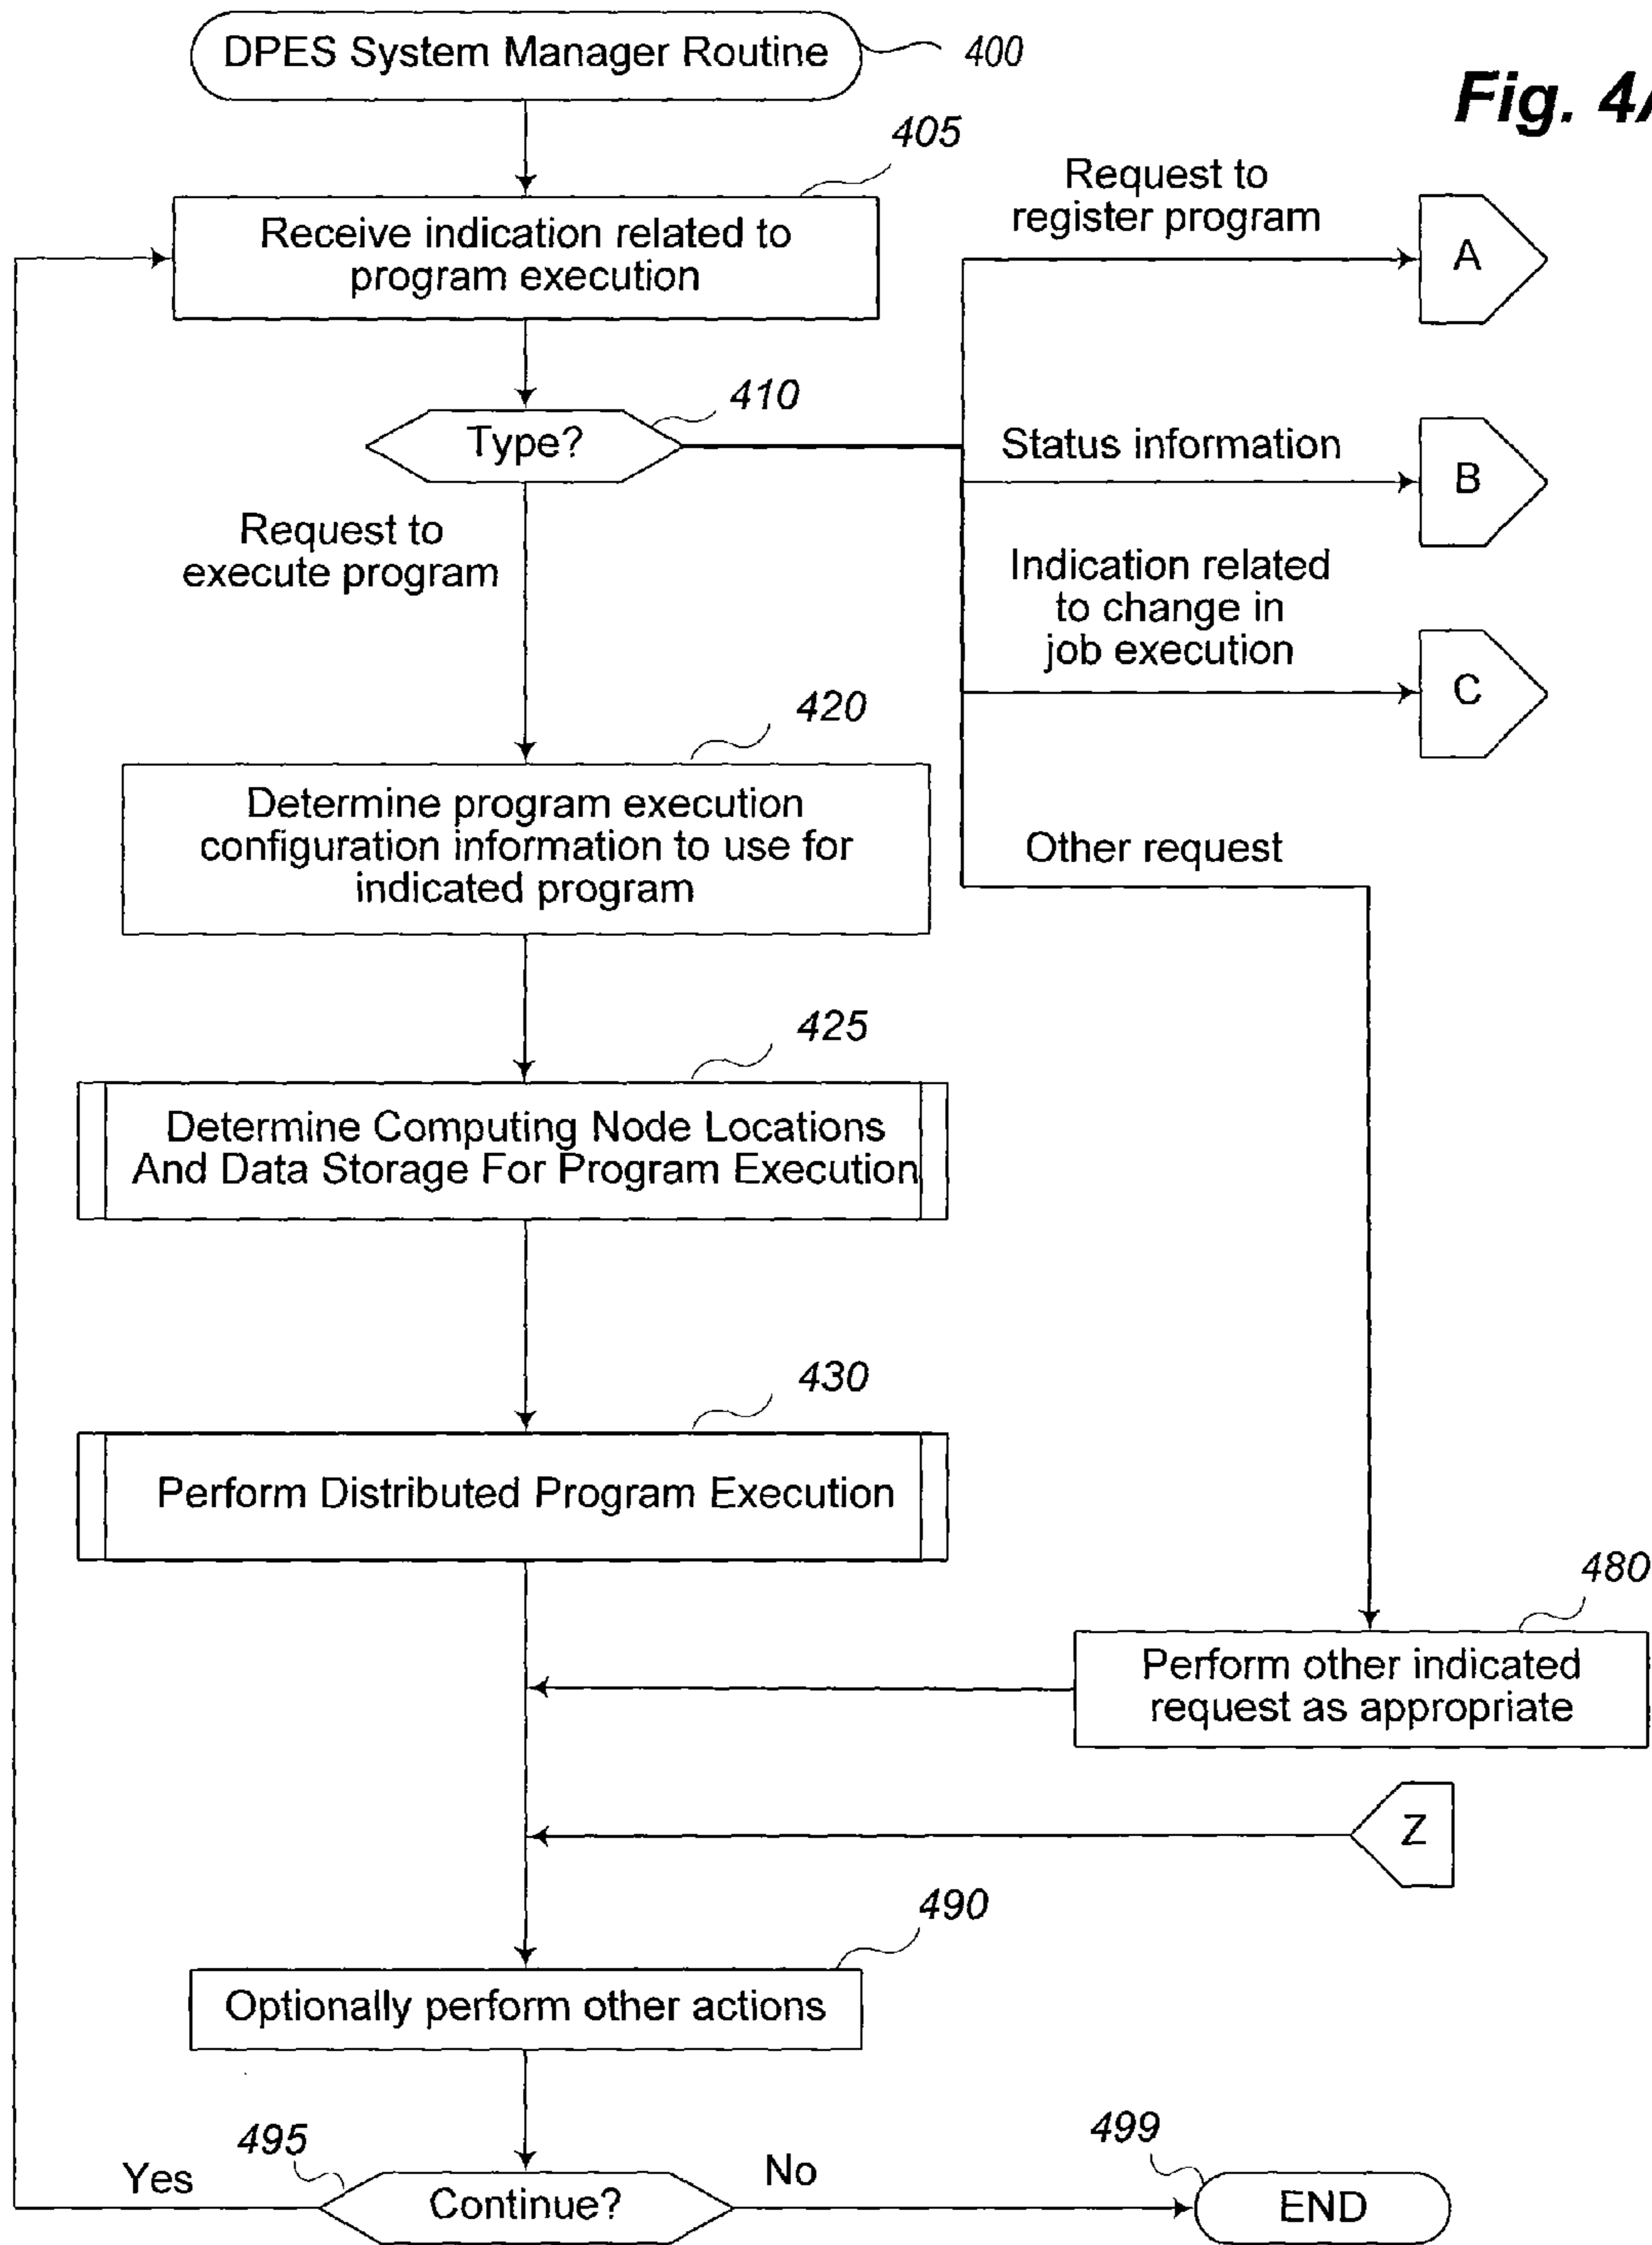 DPES System Manager Routine
400
Fig. 4A
405
Receive indication related to
program execution
Request to
register program
A
410
Type?
Status information
B
Request to
execute program
Indication related
to change in
job execution
C
420
Determine program execution
configuration information to use for
indicated program
Other request
425
Determine Computing Node Locations
And Data Storage For Program Execution
430
Perform Distributed Program Execution
480
Perform other indicated
request as appropriate
Z
490
Optionally perform other actions
495
Yes
Continue?
No
499
END